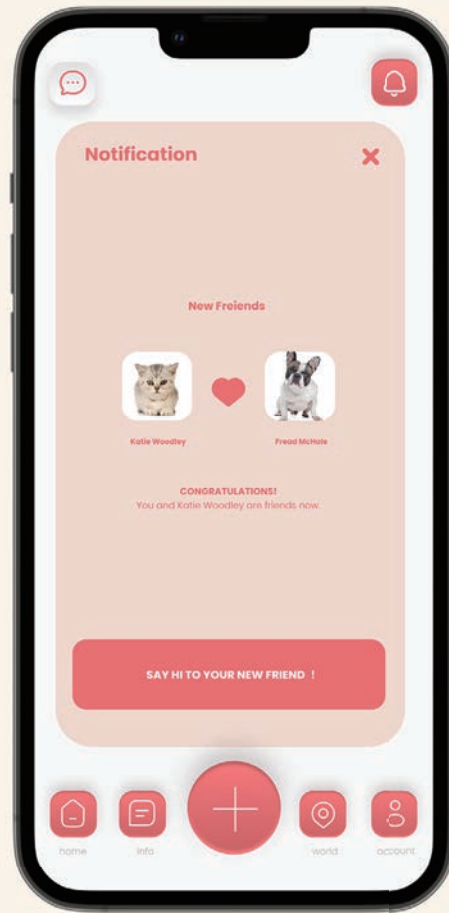 Notification
New Freiends
Katie Woodley
Fread McHale
CONGRATULATIONS!
You and Katie Woodley are friends now.
SAY HI TO YOUR NEW FRIEND !
home
info
world
account